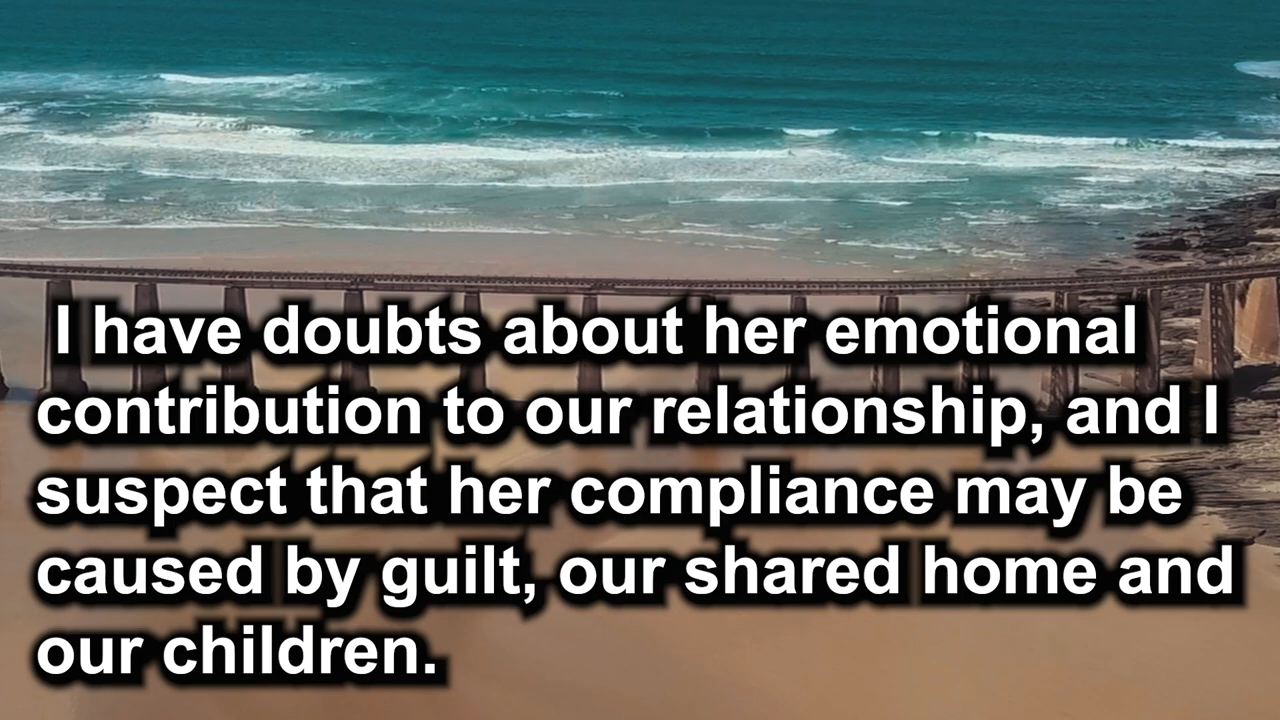 I have doubts about her emotional
contribution to our relationship, and I
suspect that her compliance may be
caused by guilt, our shared home and
our children.